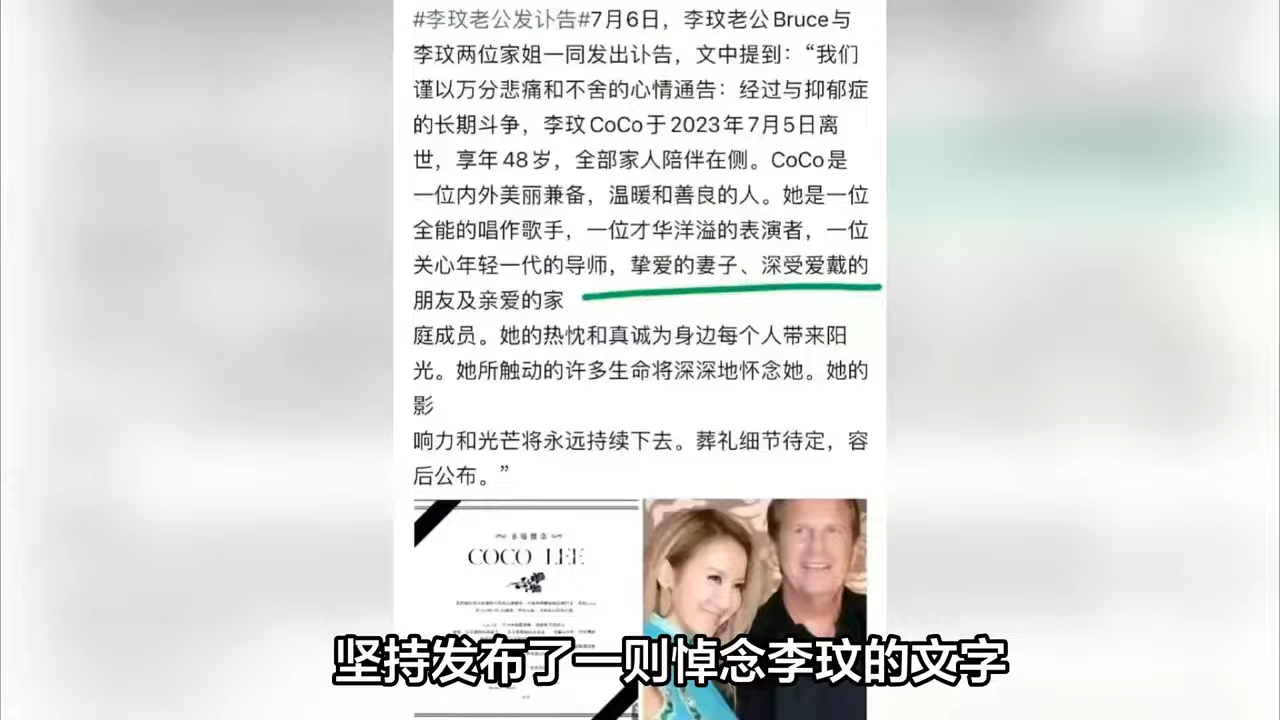 #李玟老公发讣告#7月6日，李玟老公Bruce与
李玟两位家姐一同发出讣告，文中提到：“我们
谨以万分悲痛和不舍的心情通告：经过与抑郁症
的长期斗争，李玟CoCo于2023年7月5日离
世，享年48岁，全部家人陪伴在侧。CoCo是
一位内外美丽兼备，温暖和善良的人。她是一位
全能的唱作歌手，一位才华洋溢的表演者，一位
关心年轻一代的导师，挚爱的妻子、深受爱戴的
朋友及亲爱的家
庭成员。她的热忱和真诚为身边每个人带来阳
光。她所触动的许多生命将深深地怀念她。她的
影
响力和光芒将永远持续下去。葬礼细节待定，容
后公布。”
COCO LEE
坚持发布了一则悼念李玟的文字